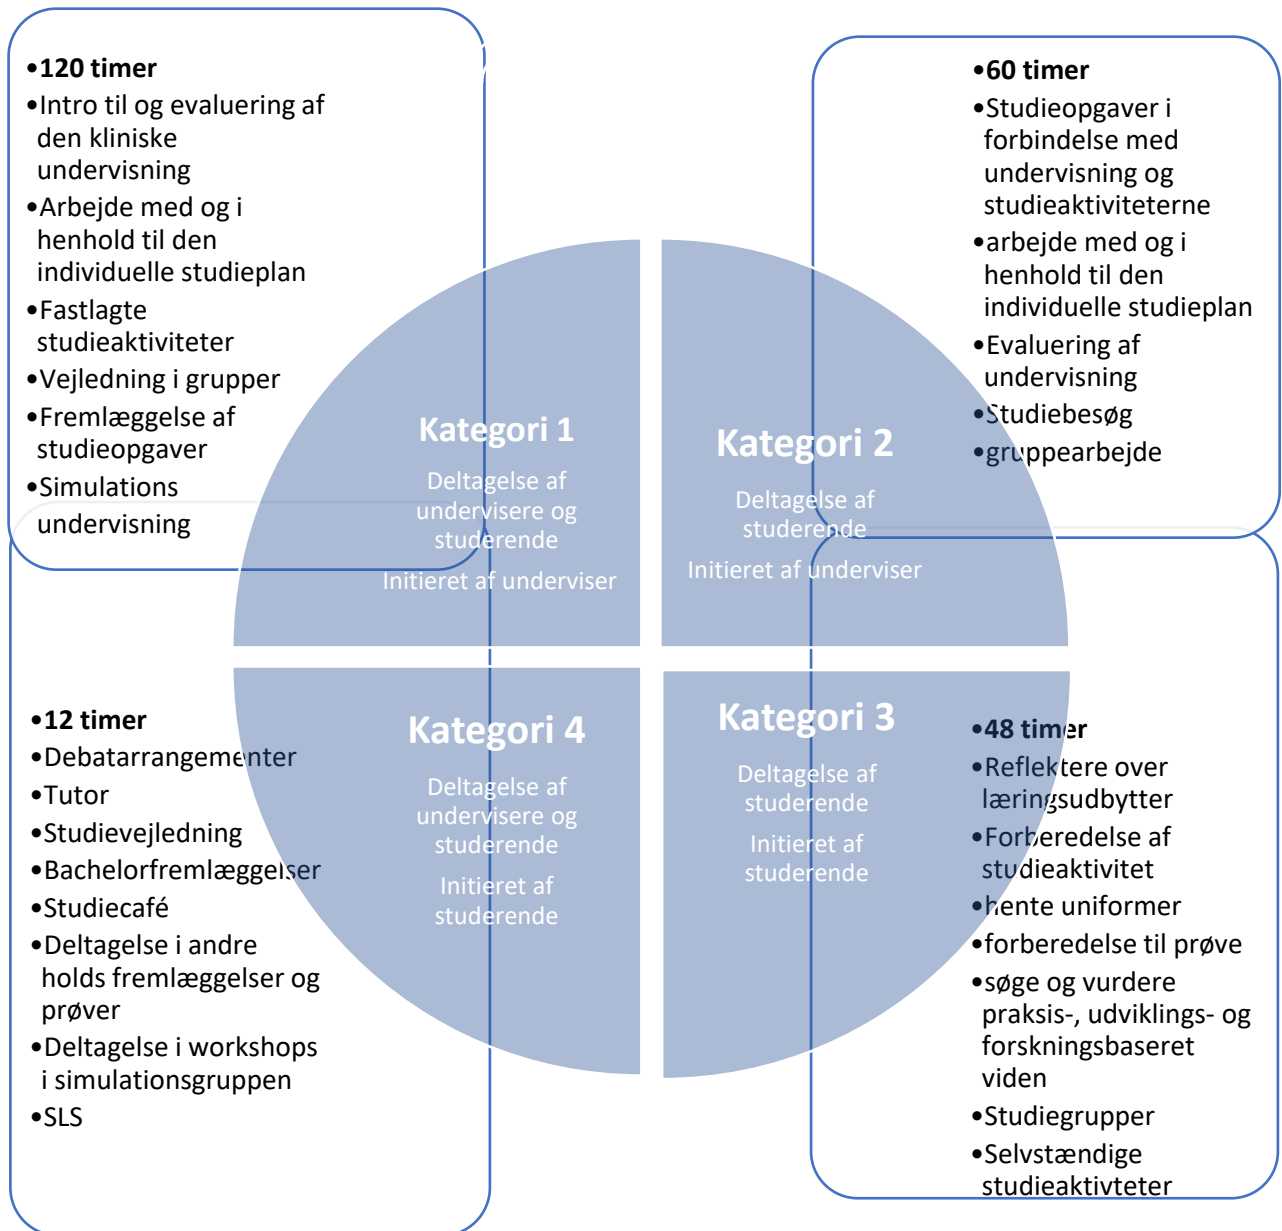 •120 timer
•Intro til og evaluering af
den kliniske
undervisning
•Arbejde med og i
henhold til den
individuelle studieplan
•Fastlagte
studieaktiviteter
•Vejledning i grupper
•Fremlæggelse af
studieopgaver
•Simulations
undervisning
•60 timer
•Studieopgaver i
forbindelse med
undervisning og
studieaktiviteterne
•arbejde med og i
henhold til den
individuelle studieplan
•Evaluering af
undervisning
•Studiebesøg
•gruppearbejde
Kategori 1
Deltagelse af
undervisere og
studerende
Initieret af underviser
Kategori 2
Deltagelse af
studerende
Initieret af underviser
Kategori 4
Deltagelse af
undervisere og
studerende
Initieret af
studerende
Kategori 3
Deltagelse af
studerende
Initieret af
studerende
•12 timer
•Debatarrangementer
•Tutor
•Studievejledning
•Bachelorfremlæggelser
•Studiecafé
•Deltagelse i andre
holds fremlæggelser og
prøver
•Deltagelse i workshops
i simulationsgruppen
•SLS
•48 timer
•Reflektere over
læringsudbytter
•Forberedelse af
studieaktivitet
•hente uniformer
•forberedelse til prøve
•søge og vurdere
praksis-, udviklings- og
forskningsbaseret
viden
•Studiegrupper
•Selvstændige
studieaktivteter